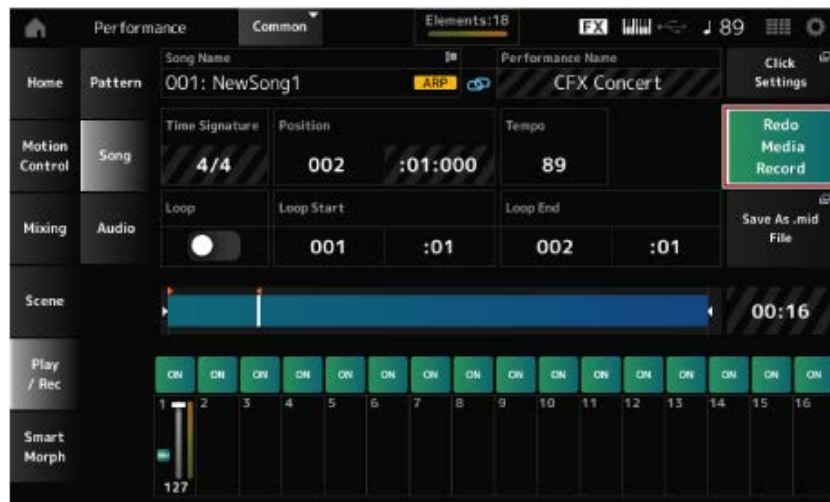 Performance
Common
Elements:18
FX
♩ 89
Home
Motion Control
Mixing
Scene
Play / Rec
Smart Morph
Pattern
Song
Audio
Song Name
001: NewSong1
ARP
Performance Name
CFX Concert
Click Settings
Time Signature
4/4
Position
002
:01:000
Tempo
89
Redo Media Record
Loop
Loop Start
001
:01
Loop End
002
:01
Save As .mid File
00:16
ON ON ON ON ON ON ON ON ON ON ON ON ON ON ON ON
1 2 3 4 5 6 7 8 9 10 11 12 13 14 15 16
127